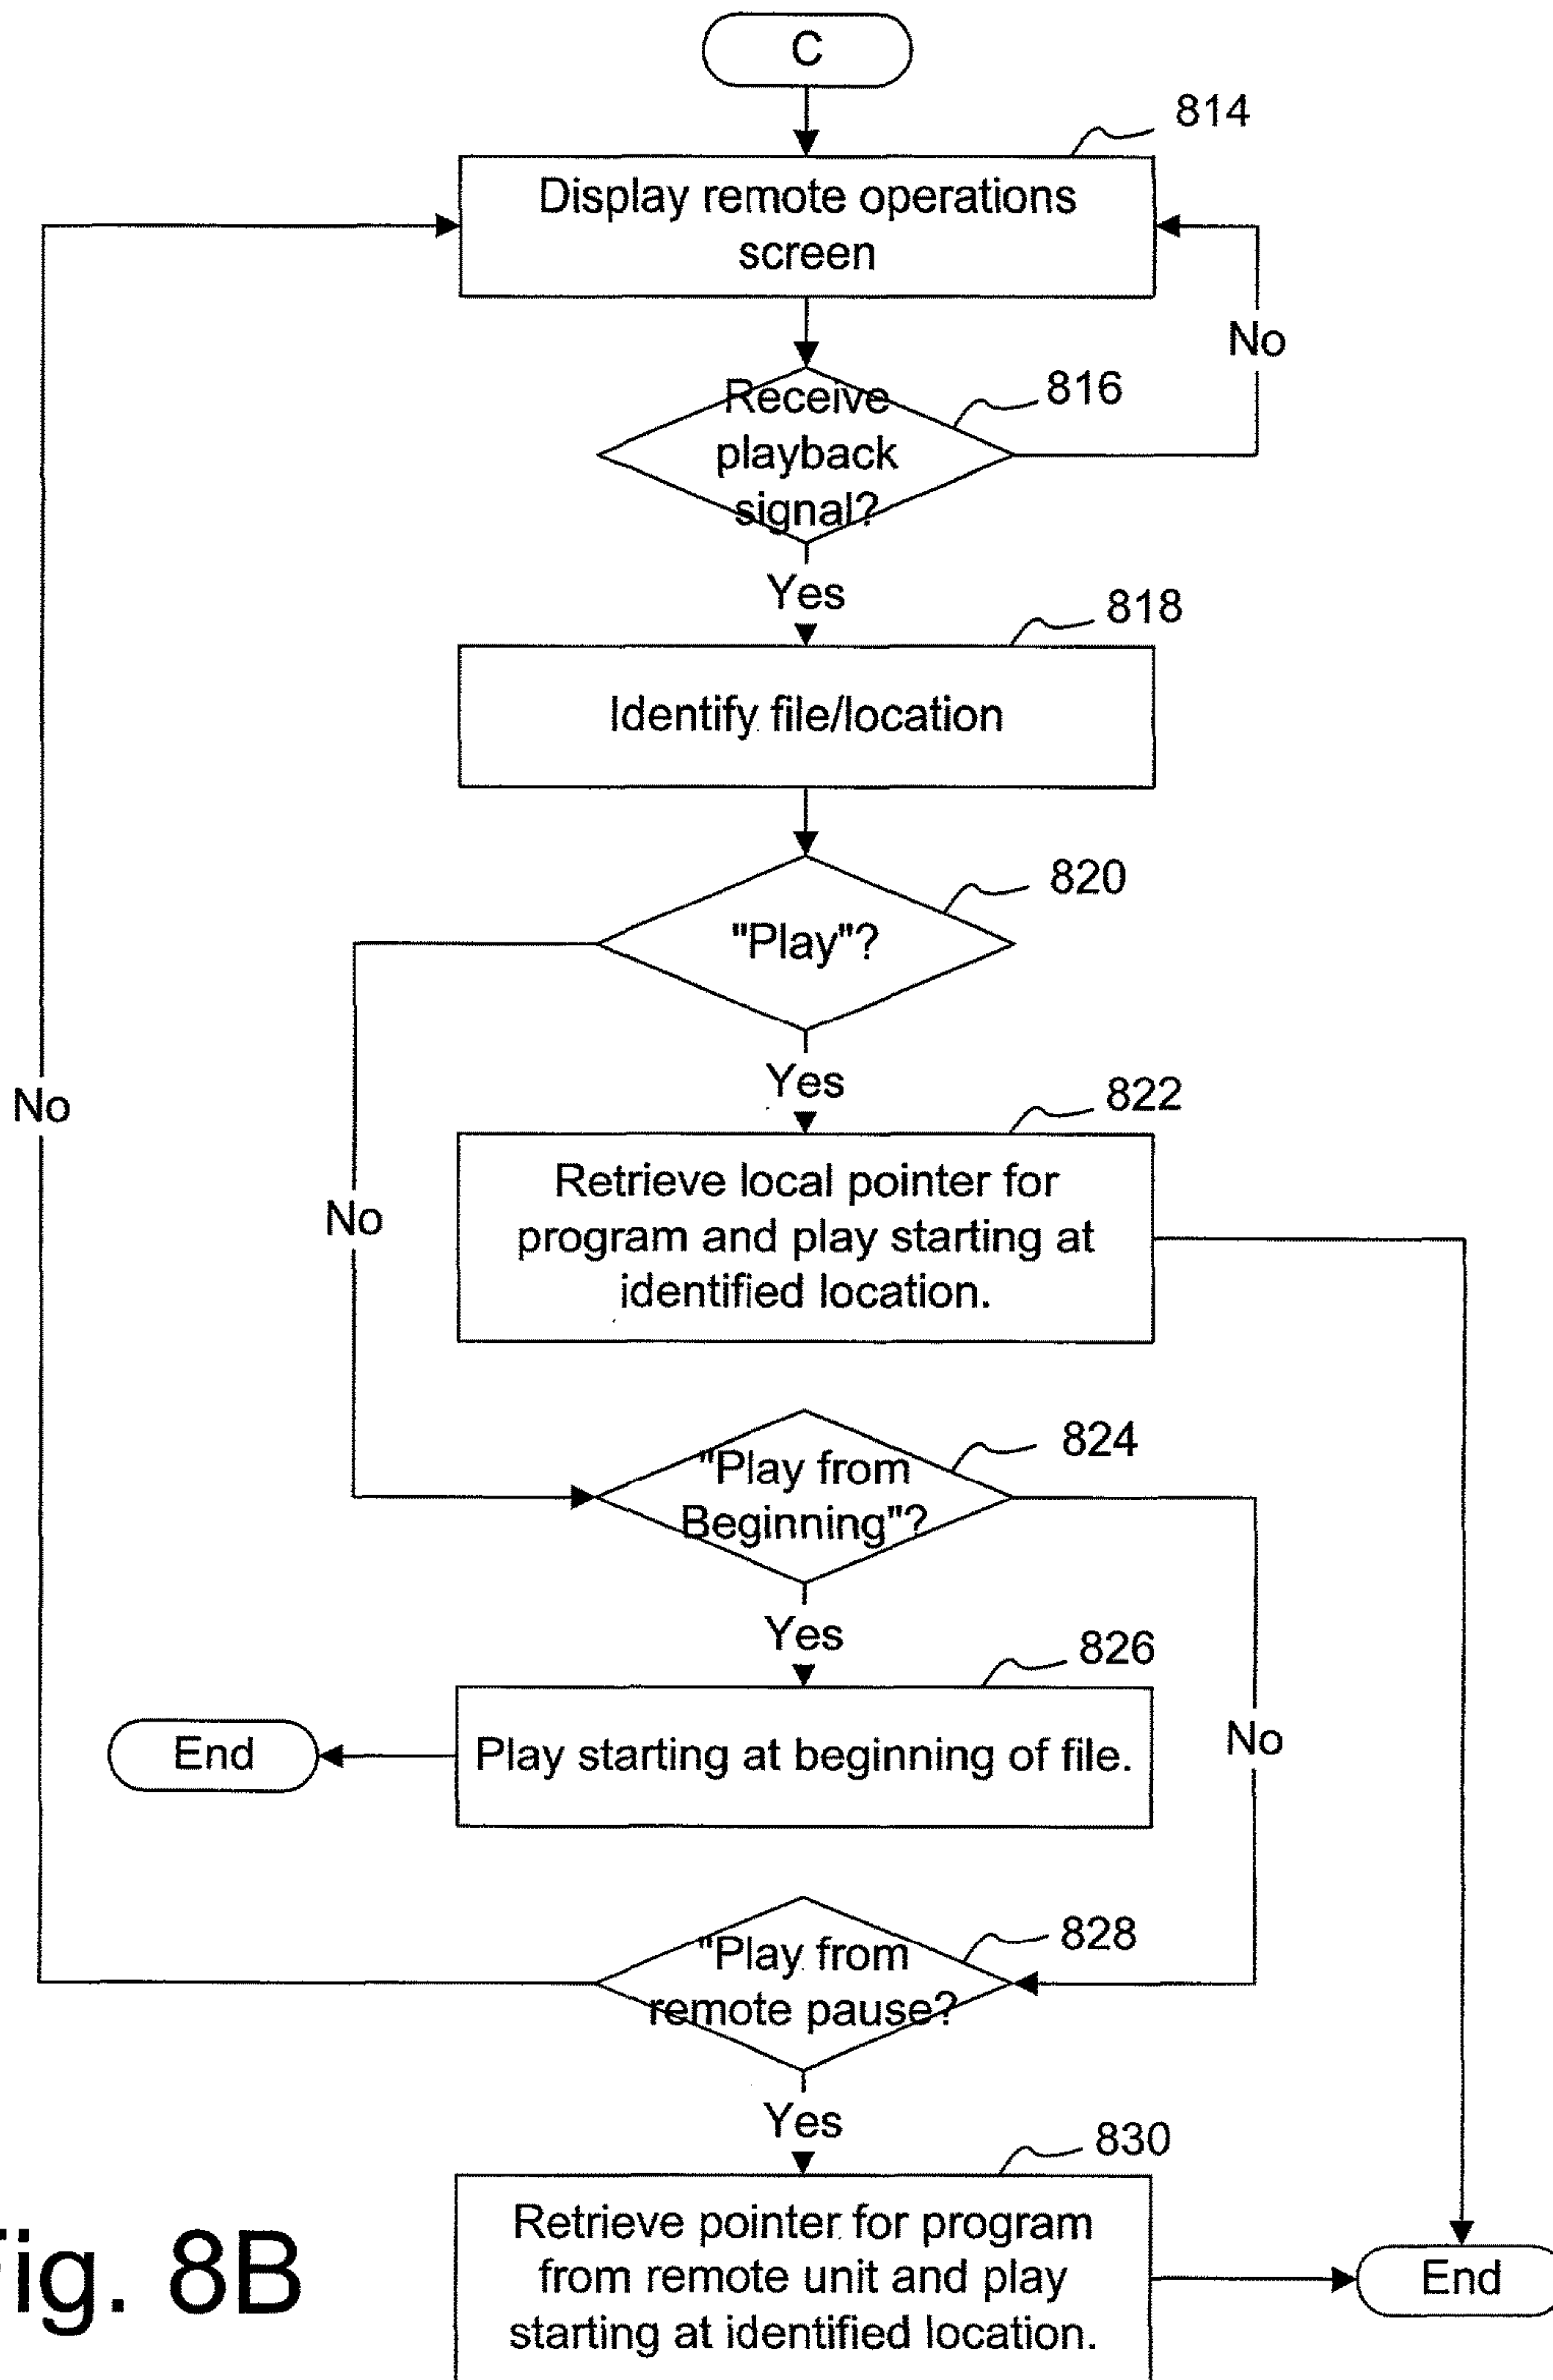 C
814
Display remote operations
screen
No
816
Receive
playback
signal?
Yes
818
Identify file/location
820
"Play"?
Yes
No
822
Retrieve local pointer for
program and play starting at
identified location.
No
824
"Play from
Beginning"?
Yes
826
Play starting at beginning of file.
End
No
828
"Play from
remote pause?
Yes
830
Retrieve pointer for program
from remote unit and play
starting at identified location.
End
Fig. 8B